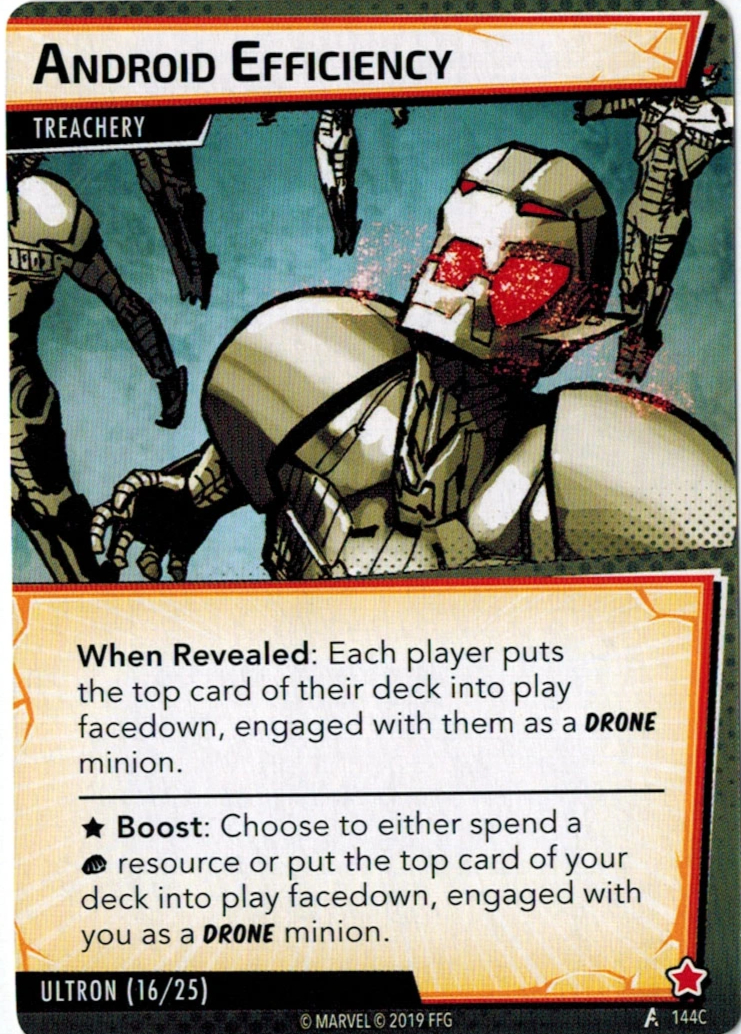 ANDROID EFFICIENCY
TREACHERY
When Revealed: Each player puts
the top card of their deck into play
facedown, engaged with them as a DRONE
minion.
★ Boost: Choose to either spend a
resource or put the top card of your
deck into play facedown, engaged with
you as a DRONE minion.
ULTRON (16/25)
© MARVEL © 2019 FFG
144C